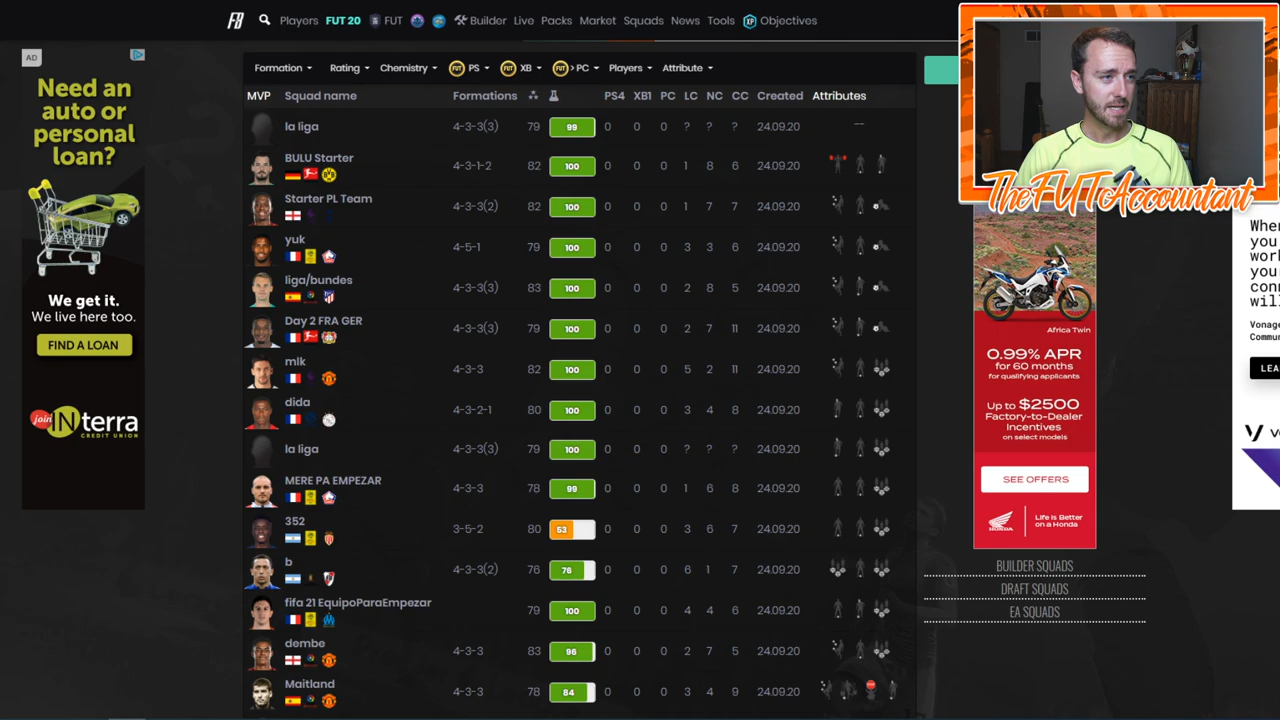 FB Players FUT 20 FUT Builder Live Packs Market Squads News Tools XP Objectives
AD
Need an
auto or
personal
loan?
We get it.
We live here too.
FIND A LOAN
join INterra
CREDIT UNION
Formation Rating Chemistry FUT PS FUT XB FUT > PC Players Attribute
MVP Squad name Formations PS4 XB1 PC LC NC CC Created Attributes
la liga 4-3-3(3) 79 99 0 0 0 ? ? ? 24.09.20 —
BULU Starter 4-3-1-2 82 100 0 0 0 1 8 6 24.09.20
Starter PL Team 100 0 0 0 1 7 7 24.09.20
yuk 4-5-1 79 100 0 0 0 3 3 6 24.09.20
liga/bundes 4-3-3(3) 83 100 0 0 0 2 8 5 24.09.20
Day 2 FRA GER 4-3-3(3) 79 100 0 0 0 2 7 11 24.09.20
mlk 4-3-3 82 100 0 0 0 5 2 11 24.09.20
dida 80 100 0 0 0 3 4 8 24.09.20
la liga 4-3-3(3) 79 100 0 0 0 ? ? ? 24.09.20
MERE PA EMPEZAR 4-3-3 78 99 0 0 0 1 6 8 24.09.20
352 3-5-2 80 53 0 0 0 3 6 7 24.09.20
b 4-3-3(2) 76 76 0 0 0 6 1 7 24.09.20
fifa 21 EquipoParaEmpezar 100 0 0 0 4 4 6 24.09.20
dembe 4-3-3 83 96 0 0 0 2 7 5 24.09.20
Maitland 4-3-3 78 84 0 0 0 3 4 7 24.09.20
TheFUTAccountant
Africa Twin
0.99% APR
for 60 months
for qualifying applicants
Up to $2500
Factory-to-Dealer
Incentives
on select models
SEE OFFERS
HONDA
Life is Better
on a Honda
BUILDER SQUADS
DRAFT SQUADS
EA SQUADS
Wher
you
work
you
conn
will
Vonage
Commu
LEA